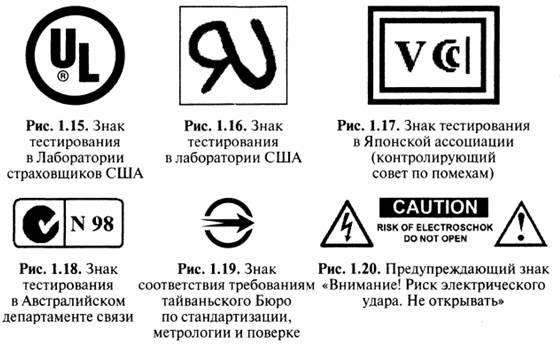 UL
®
RU
VCCI
Рис. 1.15. Знак
тестирования
в Лаборатории
страховщиков США
Рис. 1.16. Знак
тестирования
в лаборатории США
Рис. 1.17. Знак тестирования
в Японской ассоциации
(контролирующий
совет по помехам)
N 98
CAUTION
RISK OF ELECTROSCHOK
DO NOT OPEN
!
Рис. 1.18. Знак
тестирования
в Австралийском
департаменте связи
Рис. 1.19. Знак
соответствия требованиям
тайваньского Бюро
по стандартизации,
метрологии и поверке
Рис. 1.20. Предупреждающий знак
«Внимание! Риск электрического
удара. Не открывать»